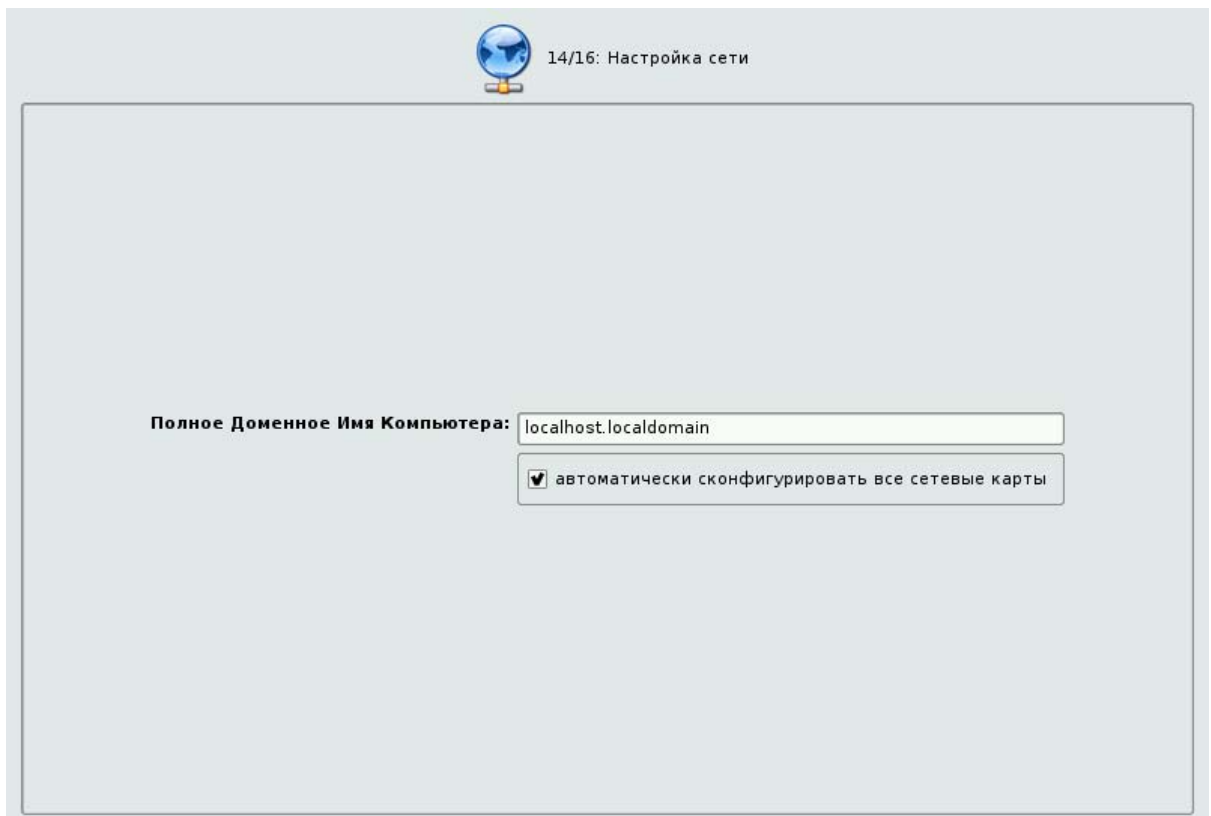 14/16: Настройка сети
Полное Доменное Имя Компьютера:
localhost.localdomain
автоматически сконфигурировать все сетевые карты